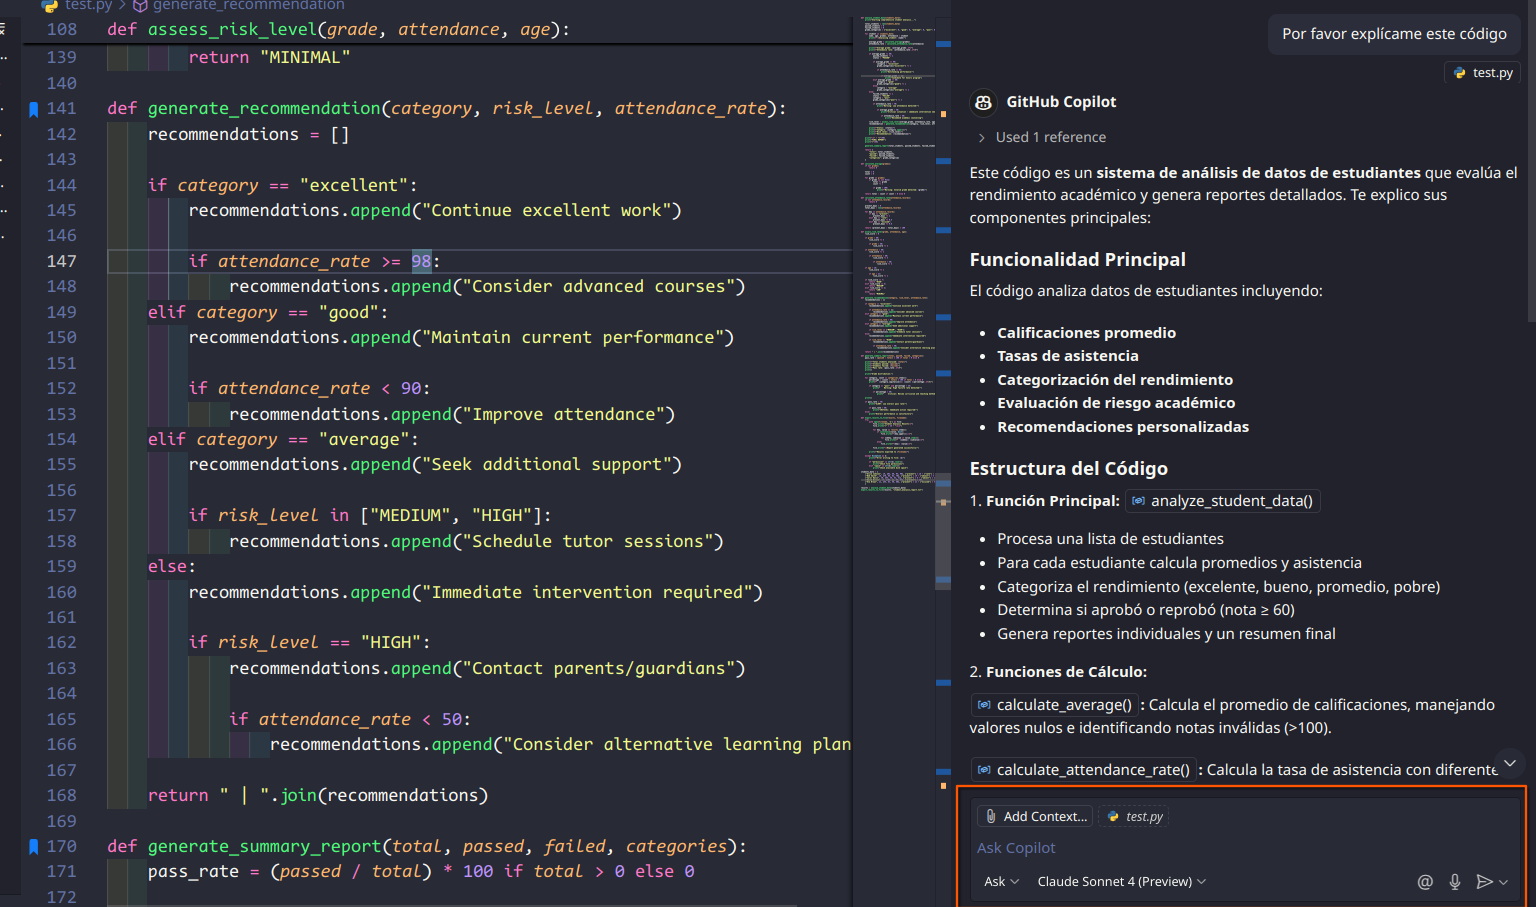 test.py > generate_recommendation
108 def assess_risk_level(grade, attendance, age):
139 return "MINIMAL"
140
141 def generate_recommendation(category, risk_level, attendance_rate):
142 recommendations = []
143
144 if category == "excellent":
145 recommendations.append("Continue excellent work")
146
147 if attendance_rate >= 98:
148 recommendations.append("Consider advanced courses")
149 elif category == "good":
150 recommendations.append("Maintain current performance")
151
152 if attendance_rate < 90:
153 recommendations.append("Improve attendance")
154 elif category == "average":
155 recommendations.append("Seek additional support")
156
157 if risk_level in ["MEDIUM", "HIGH"]:
158 recommendations.append("Schedule tutor sessions")
159 else:
160 recommendations.append("Immediate intervention required")
161
162 if risk_level == "HIGH":
163 recommendations.append("Contact parents/guardians")
164
165 if attendance_rate < 50:
166 recommendations.append("Consider alternative learning plan
167
168 return " | ".join(recommendations)
169
170 def generate_summary_report(total, passed, failed, categories):
171 pass_rate = (passed / total) * 100 if total > 0 else 0
172
Por favor explícame este código
test.py
GitHub Copilot
> Used 1 reference
Este código es un sistema de análisis de datos de estudiantes que evalúa el
rendimiento académico y genera reportes detallados. Te explico sus
componentes principales:
Funcionalidad Principal
El código analiza datos de estudiantes incluyendo:
• Calificaciones promedio
• Tasas de asistencia
• Categorización del rendimiento
• Evaluación de riesgo académico
• Recomendaciones personalizadas
Estructura del Código
1. Función Principal: analyze_student_data()
• Procesa una lista de estudiantes
• Para cada estudiante calcula promedios y asistencia
• Categoriza el rendimiento (excelente, bueno, promedio, pobre)
• Determina si aprobó o reprobó (nota ≥ 60)
• Genera reportes individuales y un resumen final
2. Funciones de Cálculo:
calculate_average() : Calcula el promedio de calificaciones, manejando
valores nulos e identificando notas inválidas (>100).
calculate_attendance_rate() : Calcula la tasa de asistencia con diferente
Add Context... test.py
Ask Copilot
Ask Claude Sonnet 4 (Preview) @